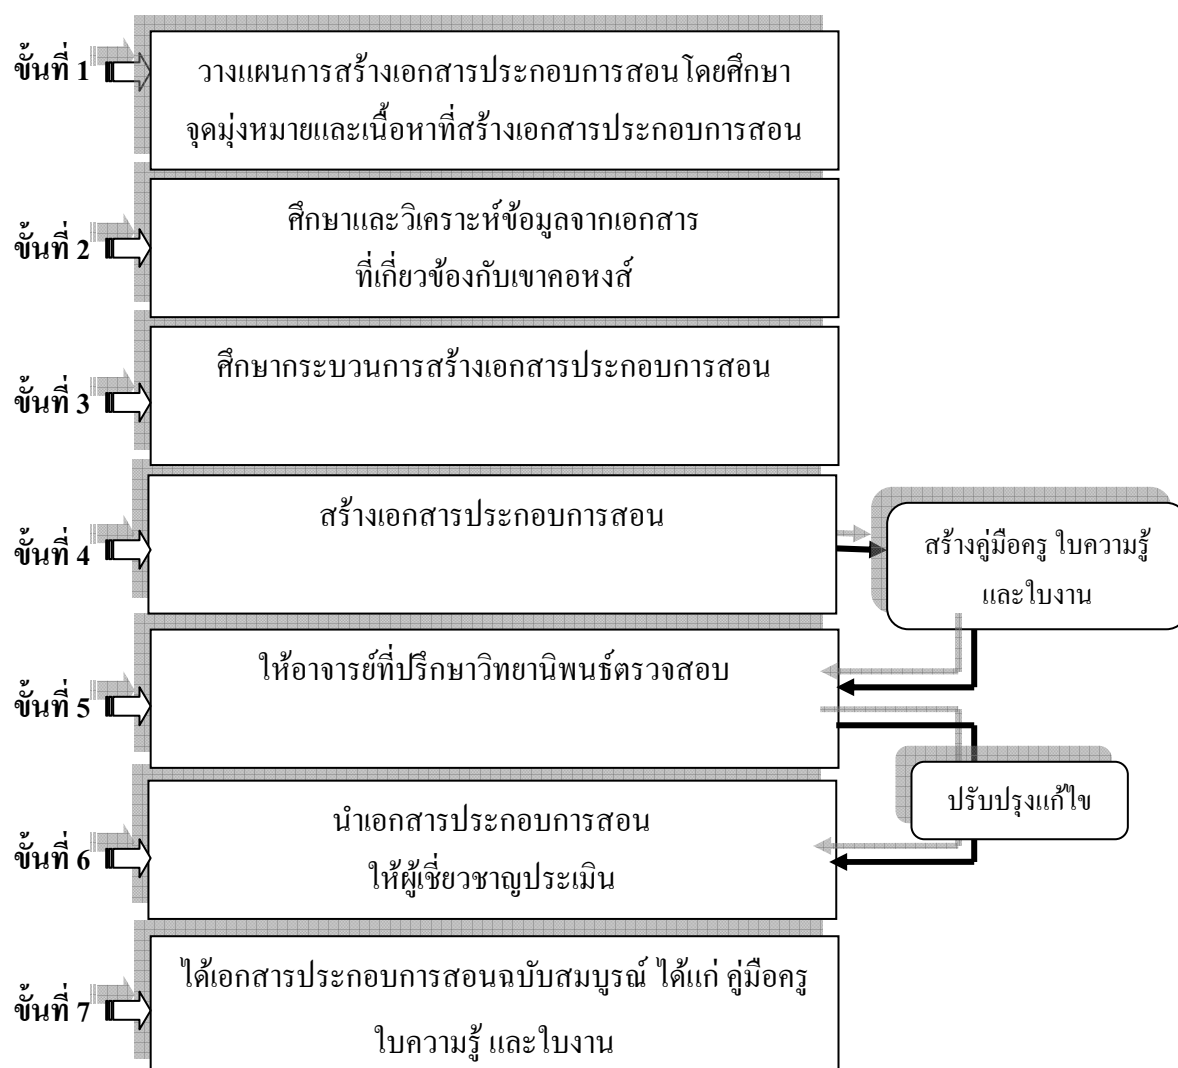 ขั้นที่ 1
วางแผนการสร้างเอกสารประกอบการสอน โดยศึกษา
จุดมุ่งหมายและเนื้อหาที่สร้างเอกสารประกอบการสอน
ขั้นที่ 2
ศึกษาและวิเคราะห์ข้อมูลจากเอกสาร
ที่เกี่ยวข้องกับเขาคอหงส์
ขั้นที่ 3
ศึกษากระบวนการสร้างเอกสารประกอบการสอน
ขั้นที่ 4
สร้างเอกสารประกอบการสอน
สร้างคู่มือครู ใบความรู้
และใบงาน
ขั้นที่ 5
ให้อาจารย์ที่ปรึกษาวิทยานิพนธ์ตรวจสอบ
ปรับปรุงแก้ไข
ขั้นที่ 6
นำเอกสารประกอบการสอน
ให้ผู้เชี่ยวชาญประเมิน
ขั้นที่ 7
ได้เอกสารประกอบการสอนฉบับสมบูรณ์ ได้แก่ คู่มือครู
ใบความรู้ และใบงาน